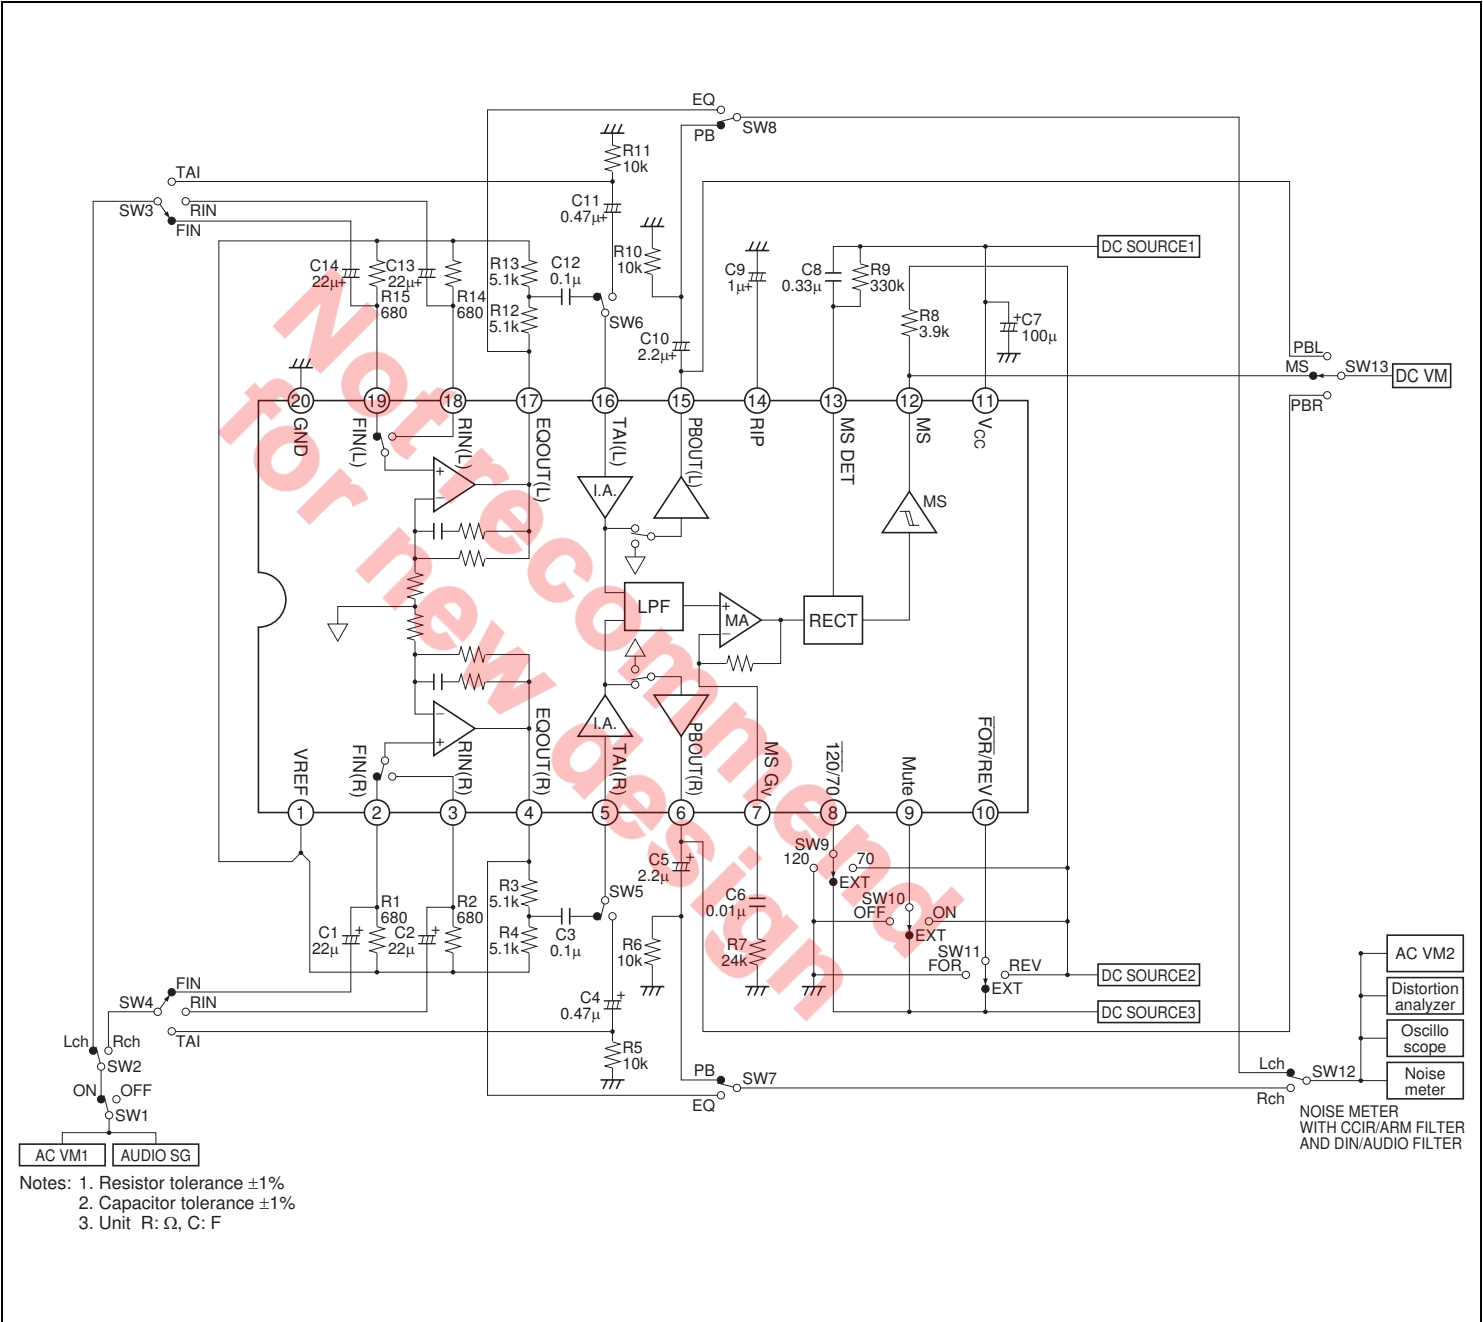 EQ
PB
SW8
R11
10k
TAI
C11
0.47µ+
SW3
RIN
FIN
R10
10k
DC SOURCE1
C14
22µ+
C13
22µ+
R13
5.1k
C12
0.1µ
C9
1µ+
C8
0.33µ
R9
330k
R15
680
R14
680
R12
5.1k
SW6
R8
3.9k
+C7
100µ
C10
2.2µ+
PBL
MS
SW13
DC VM
PBR
20
19
18
17
16
15
14
13
12
11
GND
FIN(L)
RIN(L)
EQOUT(L)
TAI(L)
PBOUT(L)
RIP
MS DET
MS
VCC
+
−
I.A.
MS
LPF
+
MA
−
RECT
−
+
I.A.
VREF
FIN(R)
RIN(R)
EQOUT(R)
TAI(R)
PBOUT(R)
MS GV
120/70
Mute
FOR/REV
1
2
3
4
5
6
7
8
9
10
SW9
120
70
EXT
C5
2.2µ
+
SW5
R3
5.1k
C6
0.01µ
SW10
OFF
ON
EXT
R1
680
R2
680
C1
22µ
+
C2
22µ
+
R4
5.1k
C3
0.1µ
R6
10k
R7
24k
SW11
FOR
REV
EXT
DC SOURCE2
DC SOURCE3
AC VM2
Distortion
analyzer
Oscillo
scope
Noise
meter
FIN
SW4
RIN
TAI
C4
0.47µ
+
R5
10k
Lch
Rch
SW2
ON
OFF
SW1
PB
SW7
EQ
Lch
SW12
Rch
NOISE METER
WITH CCIR/ARM FILTER
AND DIN/AUDIO FILTER
AC VM1
AUDIO SG
Notes: 1. Resistor tolerance ±1%
2. Capacitor tolerance ±1%
3. Unit R: Ω, C: F
Not recommend
for new design